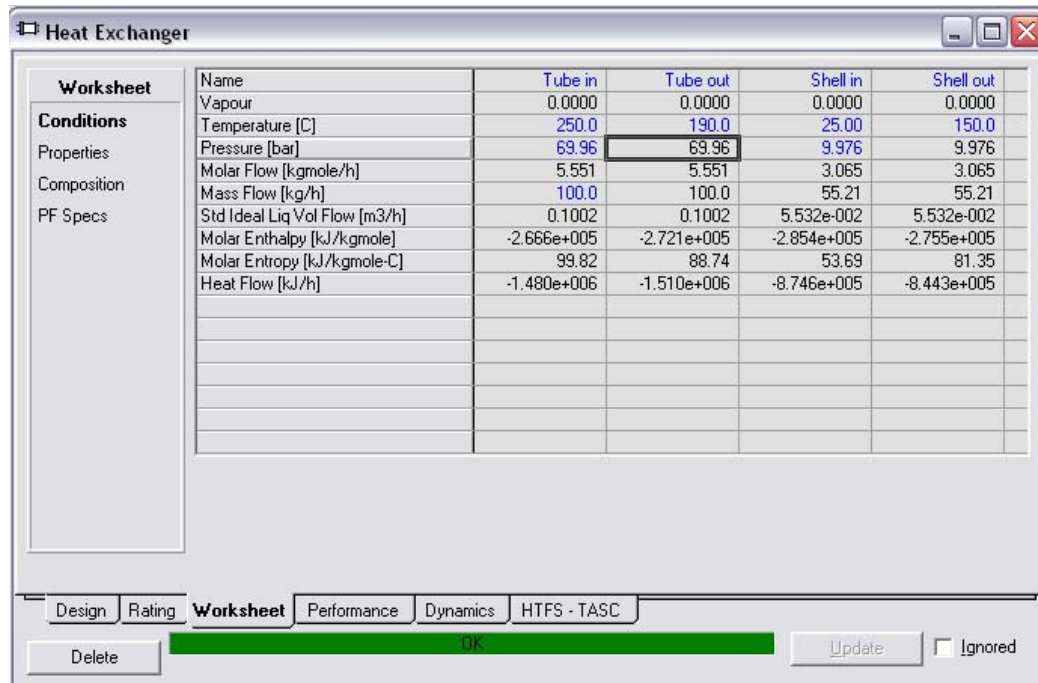 Heat Exchanger
Worksheet
Conditions
Properties
Composition
PF Specs
Name Tube in Tube out Shell in Shell out
Vapour 0.0000 0.0000 0.0000 0.0000
Temperature [C] 250.0 190.0 25.00 150.0
Pressure [bar] 69.96 69.96 9.976 9.976
Molar Flow [kgmole/h] 5.551 5.551 3.065 3.065
Mass Flow [kg/h] 100.0 100.0 55.21 55.21
Std Ideal Liq Vol Flow [m3/h] 0.1002 0.1002 5.532e-002 5.532e-002
Molar Enthalpy [kJ/kgmole] -2.666e+005 -2.721e+005 -2.854e+005 -2.755e+005
Molar Entropy [kJ/kgmole-C] 99.82 88.74 53.69 81.35
Heat Flow [kJ/h] -1.480e+006 -1.510e+006 -8.746e+005 -8.443e+005
Design Rating Worksheet Performance Dynamics HTFS - TASC
Delete OK Update Ignored